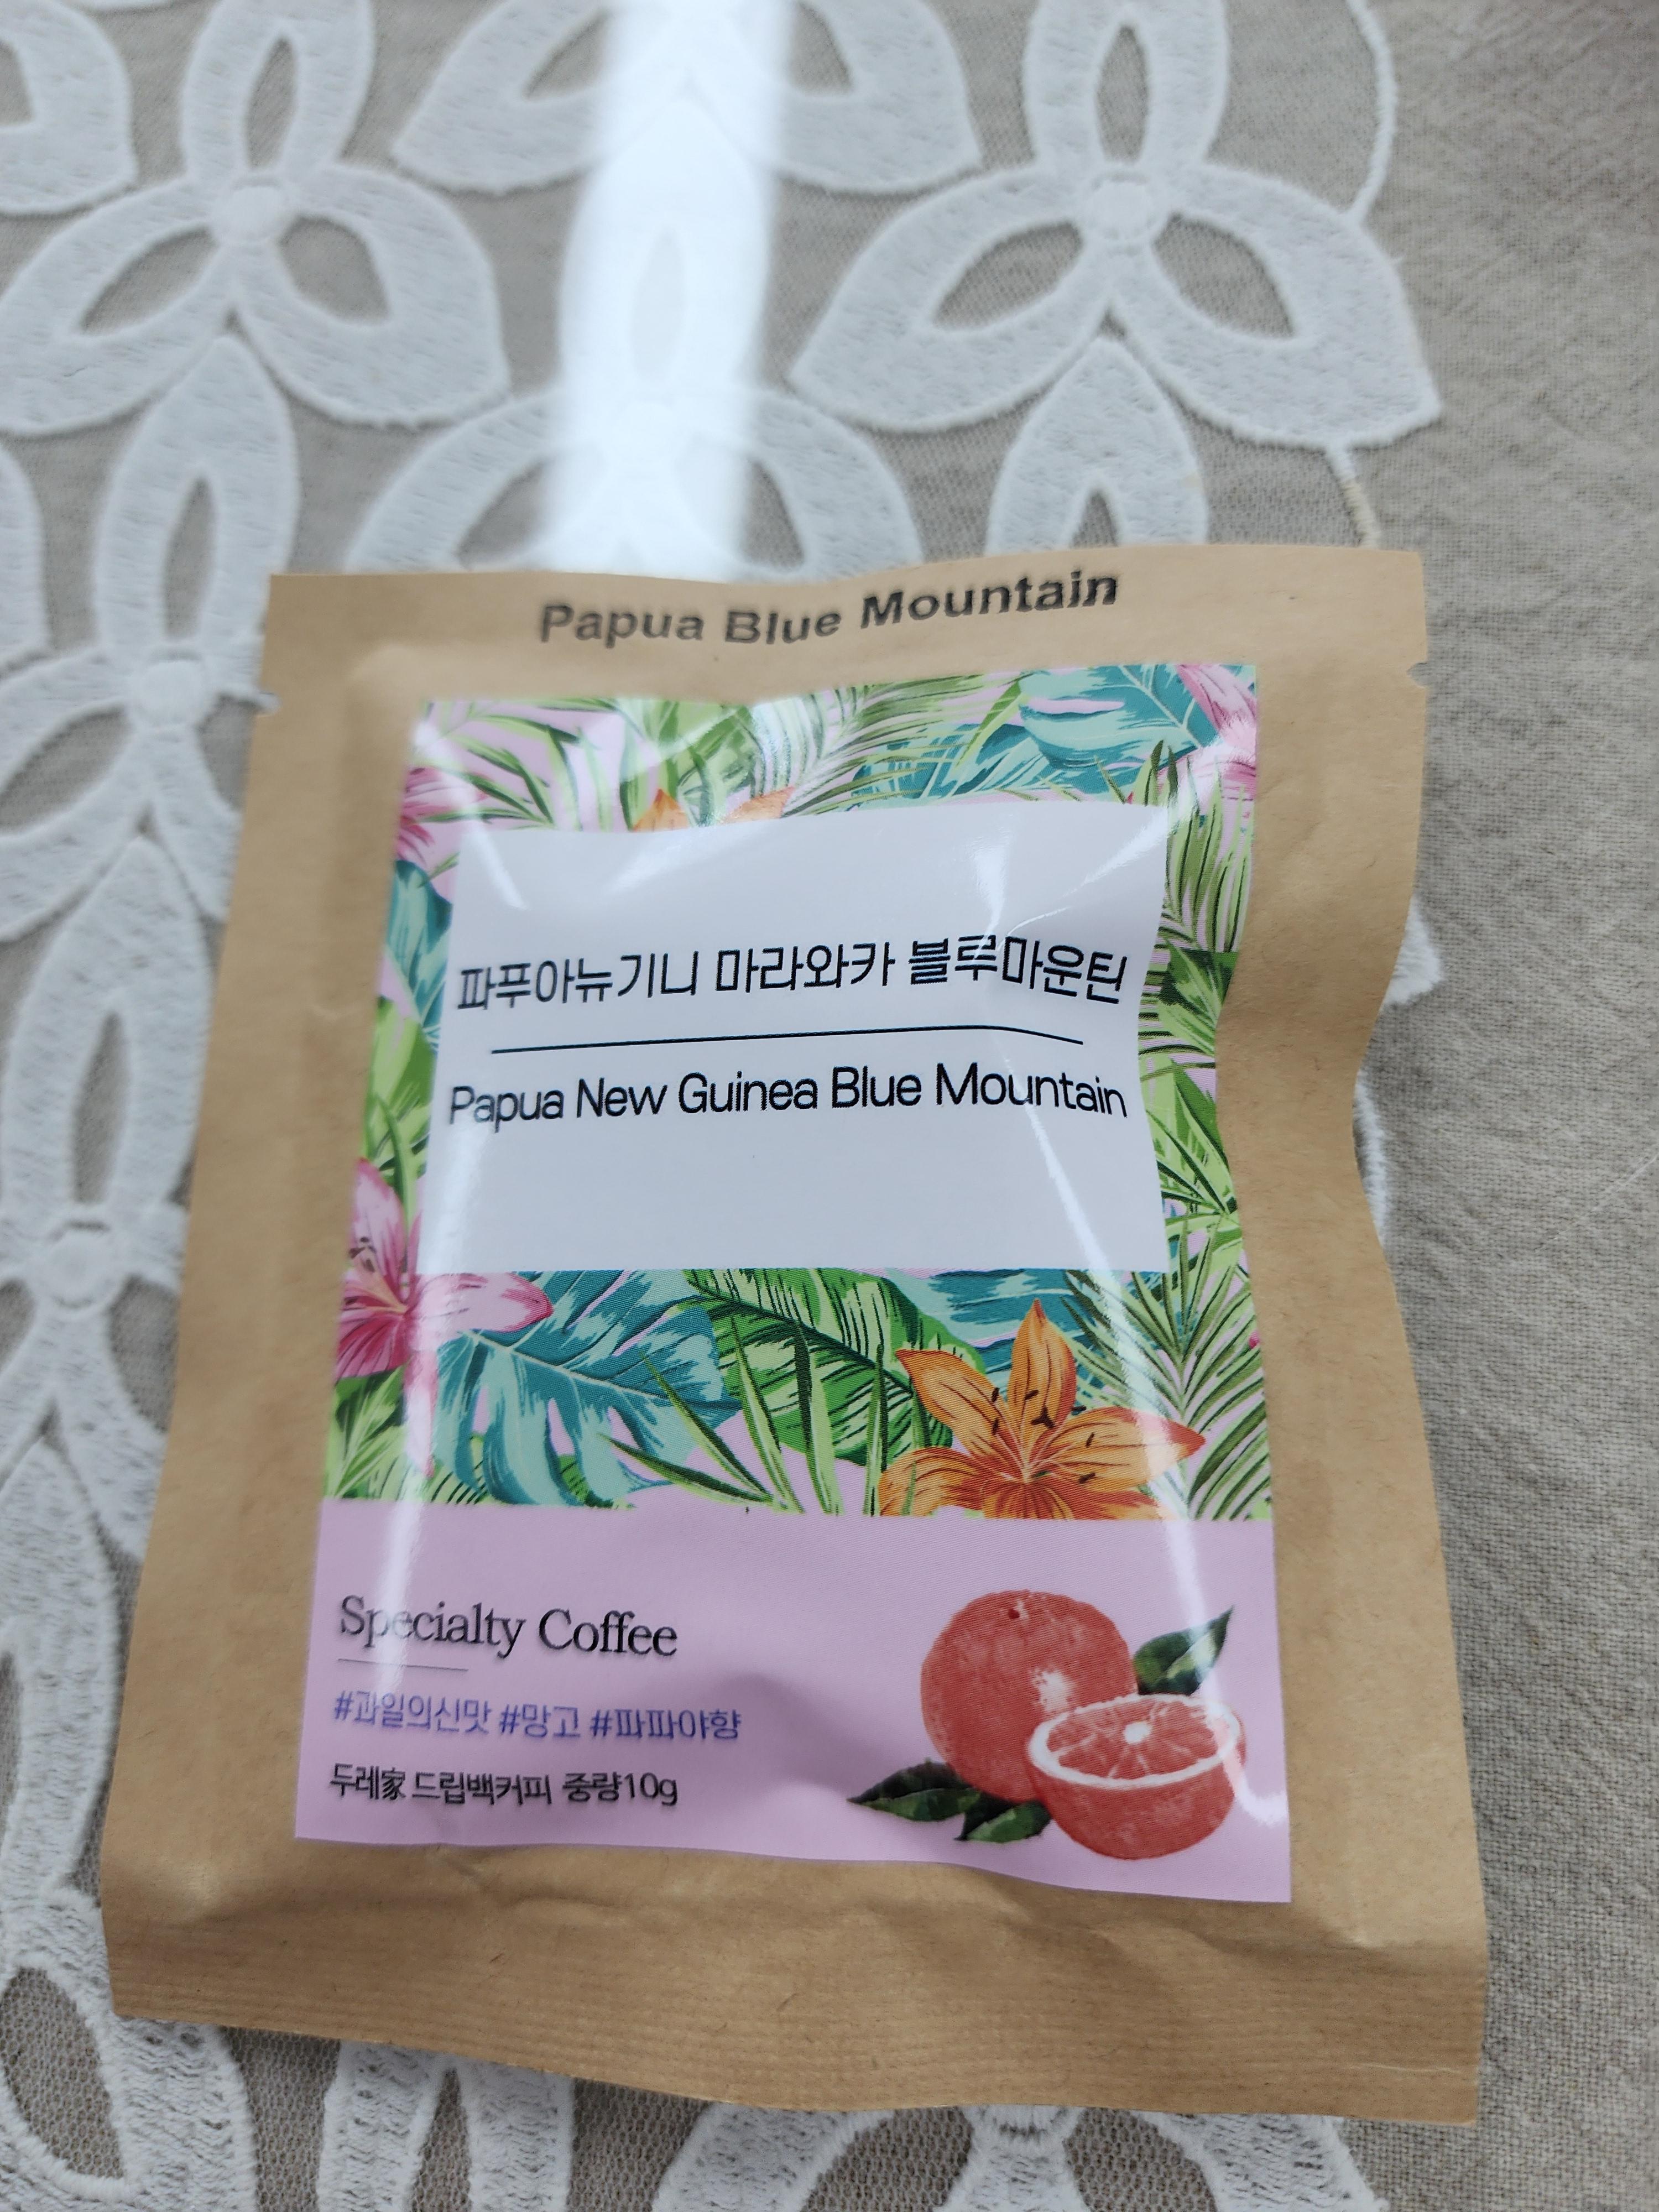 Papua Blue Mountain
파푸아뉴기니 마라와카 블루마운틴
Papua New Guinea Blue Mountain
Specialty Coffee
#과일의신맛 #망고 #파파야향
두레家 드립백커피 중량10g